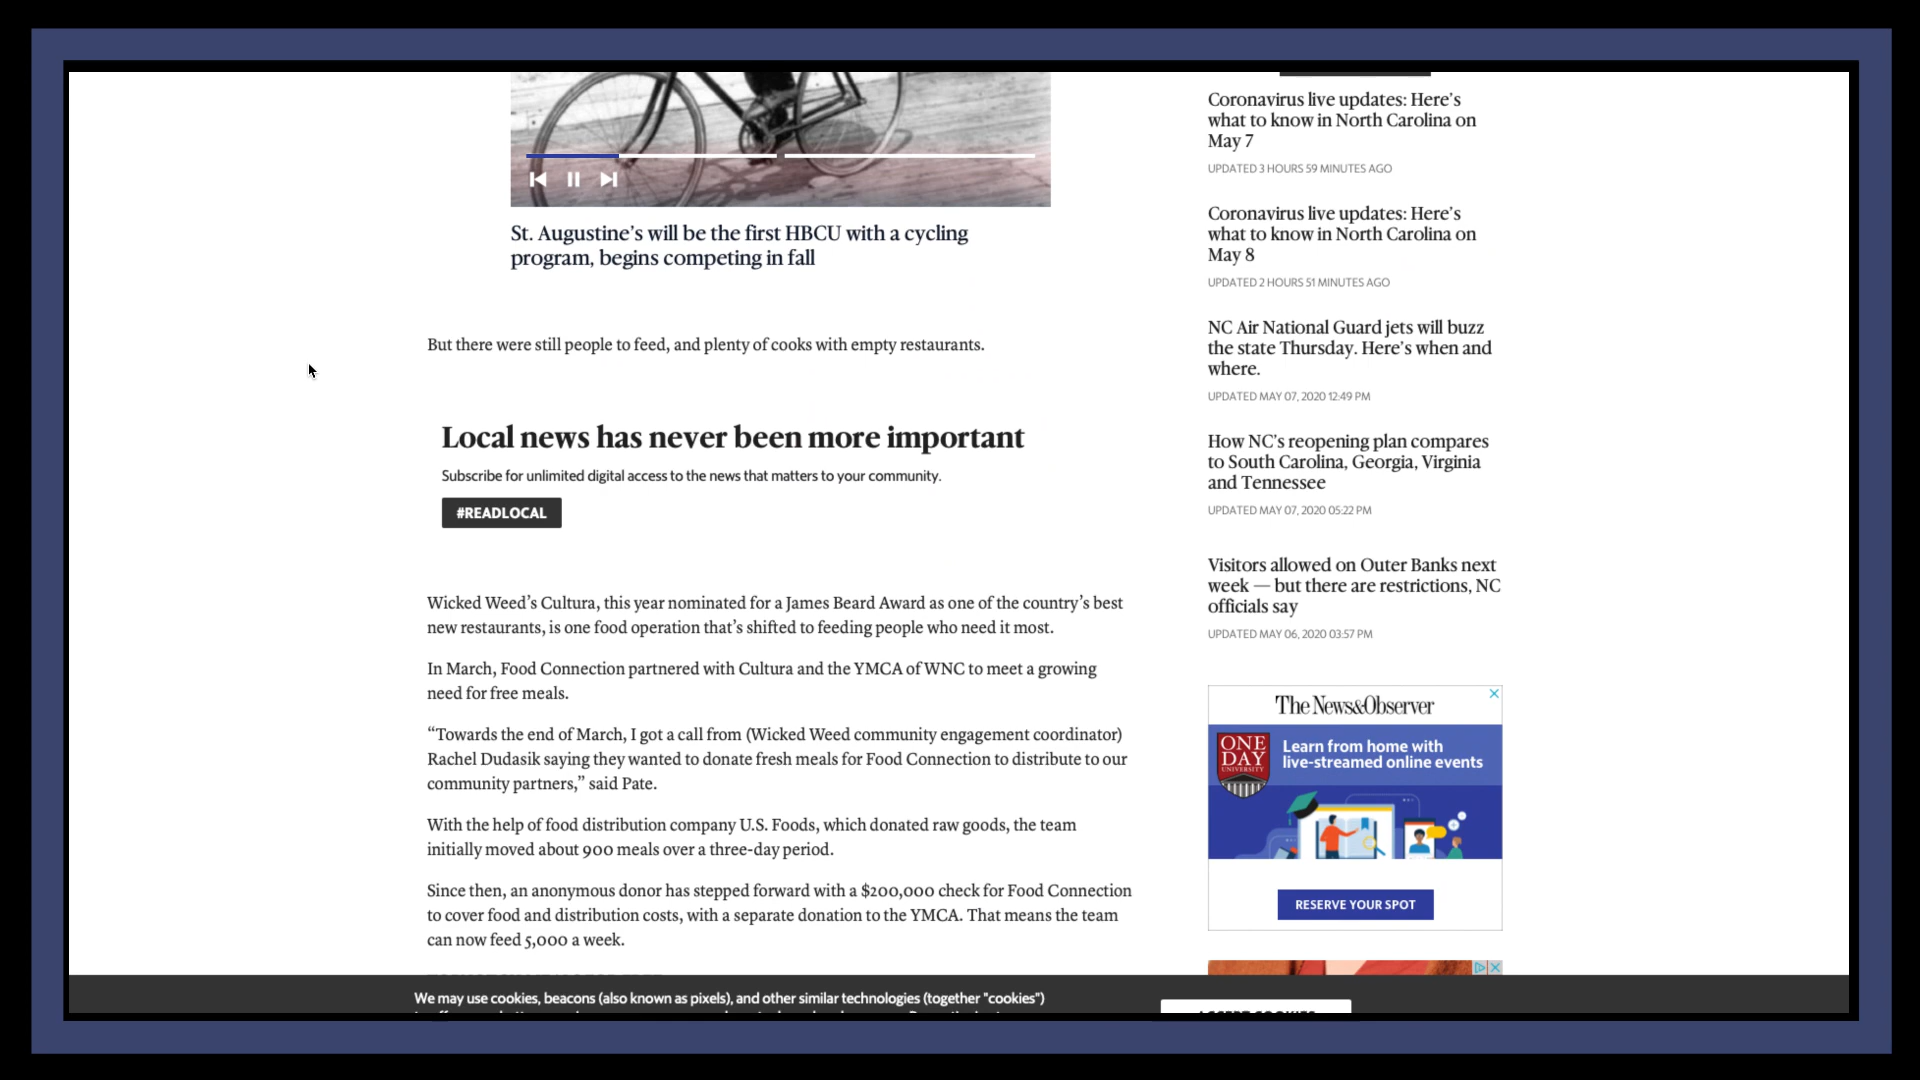 St. Augustine's will be the first HBCU with a cycling
program, begins competing in fall
But there were still people to feed, and plenty of cooks with empty restaurants.
Local news has never been more important
Subscribe for unlimited digital access to the news that matters to your community.
#READLOCAL
Wicked Weed's Cultura, this year nominated for a James Beard Award as one of the country's best
new restaurants, is one food operation that's shifted to feeding people who need it most.
In March, Food Connection partnered with Cultura and the YMCA of WNC to meet a growing
need for free meals.
“Towards the end of March, I got a call from (Wicked Weed community engagement coordinator)
Rachel Dudasik saying they wanted to donate fresh meals for Food Connection to distribute to our
community partners,” said Pate.
With the help of food distribution company U.S. Foods, which donated raw goods, the team
initially moved about 900 meals over a three-day period.
Since then, an anonymous donor has stepped forward with a $200,000 check for Food Connection
to cover food and distribution costs, with a separate donation to the YMCA. That means the team
can now feed 5,000 a week.
Coronavirus live updates: Here's
what to know in North Carolina on
May 7
UPDATED 3 HOURS 59 MINUTES AGO
Coronavirus live updates: Here's
what to know in North Carolina on
May 8
UPDATED 2 HOURS 51 MINUTES AGO
NC Air National Guard jets will buzz
the state Thursday. Here's when and
where.
UPDATED MAY 07, 2020 12:49 PM
How NC's reopening plan compares
to South Carolina, Georgia, Virginia
and Tennessee
UPDATED MAY 07, 2020 05:22 PM
Visitors allowed on Outer Banks next
week — but there are restrictions, NC
officials say
UPDATED MAY 06, 2020 03:57 PM
The News&Observer
ONE
DAY
UNIVERSITY
Learn from home with
live-streamed online events
RESERVE YOUR SPOT
We may use cookies, beacons (also known as pixels), and other similar technologies (together "cookies")
ACCEPT COOKIES